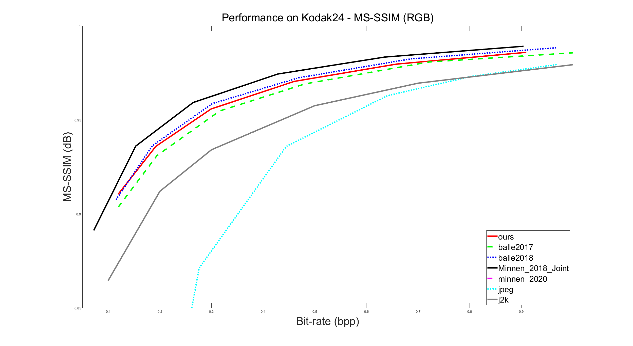 Performance on Kodak24 - MS-SSIM (RGB)
MS-SSIM (dB)
ours
balle2017
balle2018
Minnen_2018_Joint
minnen_2020
jpeg
j2k
Bit-rate (bpp)